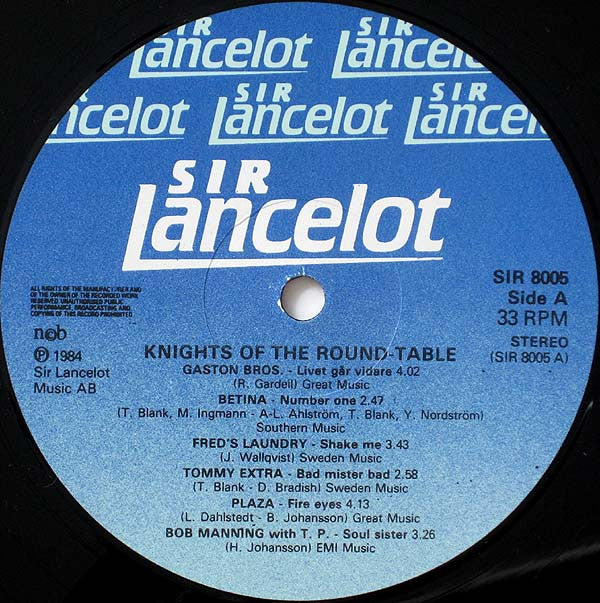 SIR SIR
Lancelot Lancelot
SIR SIR
Lancelot Lancelot Lancelot
SIR
Lancelot
ALL RIGHTS OF THE MANUFACTURER AND
OF THE OWNER OF THE RECORDED WORK
RESERVED. UNAUTHORISED PUBLIC
PERFORMANCE, BROADCASTING AND
COPYING OF THIS RECORD PROHIBITED
SIR 8005
Side A
33 RPM
STEREO
(SIR 8005 A)
n©b
℗ 1984
Sir Lancelot
Music AB
KNIGHTS OF THE ROUND-TABLE
GASTON BROS. - Livet går vidare 4.02
(R. Gardell) Great Music
BETINA - Number one 2.47
(T. Blank, M. Ingmann - A-L. Ahlström, T. Blank, Y. Nordström)
Southern Music
FRED'S LAUNDRY - Shake me 3.43
(J. Wallqvist) Sweden Music
TOMMY EXTRA - Bad mister bad 2.58
(T. Blank - D. Bradish) Sweden Music
PLAZA - Fire eyes 4.13
(L. Dahlstedt - B. Johansson) Great Music
BOB MANNING with T. P. - Soul sister 3.26
(H. Johansson) EMI Music